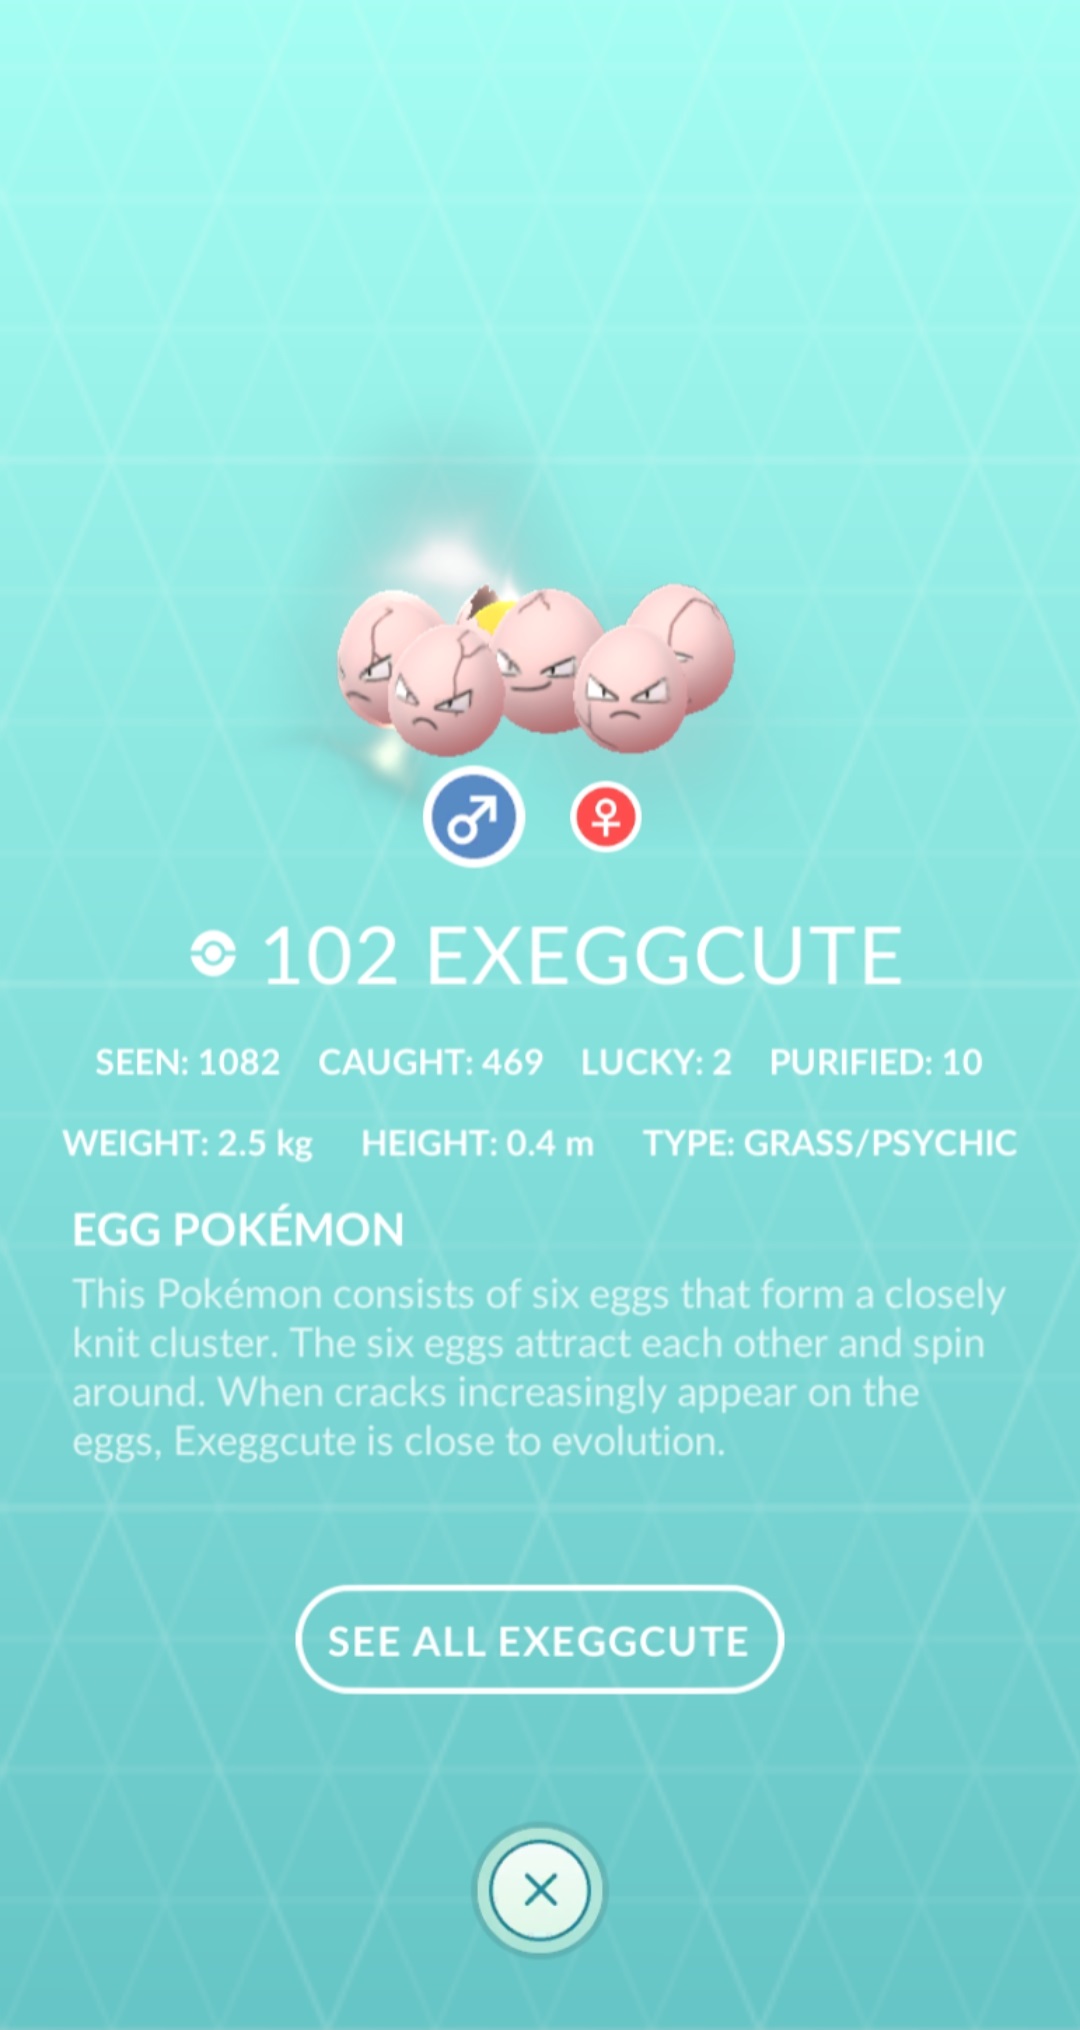 102 EXEGGCUTE
SEEN: 1082 CAUGHT: 469 LUCKY: 2 PURIFIED: 10
WEIGHT: 2.5 kg HEIGHT: 0.4 m TYPE: GRASS/PSYCHIC
EGG POKÉMON
This Pokémon consists of six eggs that form a closely
knit cluster. The six eggs attract each other and spin
around. When cracks increasingly appear on the
eggs, Exeggcute is close to evolution.
SEE ALL EXEGGCUTE